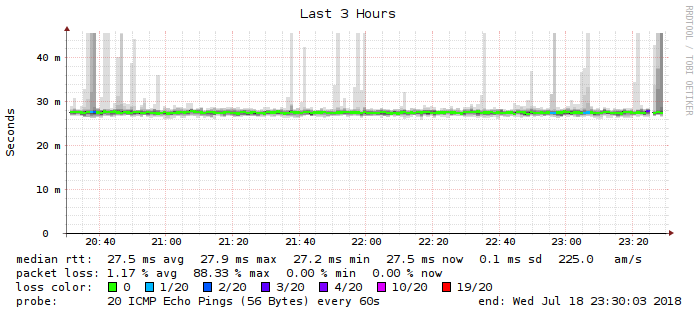 Last 3 Hours
RRDTOOL / TOBI OETIKER
Seconds
40 m
30 m
20 m
10 m
0
20:40 21:00 21:20 21:40 22:00 22:20 22:40 23:00 23:20
median rtt: 27.5 ms avg 27.9 ms max 27.2 ms min 27.5 ms now 0.1 ms sd 225.0 am/s
packet loss: 1.17 % avg 88.33 % max 0.00 % min 0.00 % now
loss color: 0 1/20 2/20 3/20 4/20 10/20 19/20
probe: 20 ICMP Echo Pings (56 Bytes) every 60s end: Wed Jul 18 23:30:03 2018